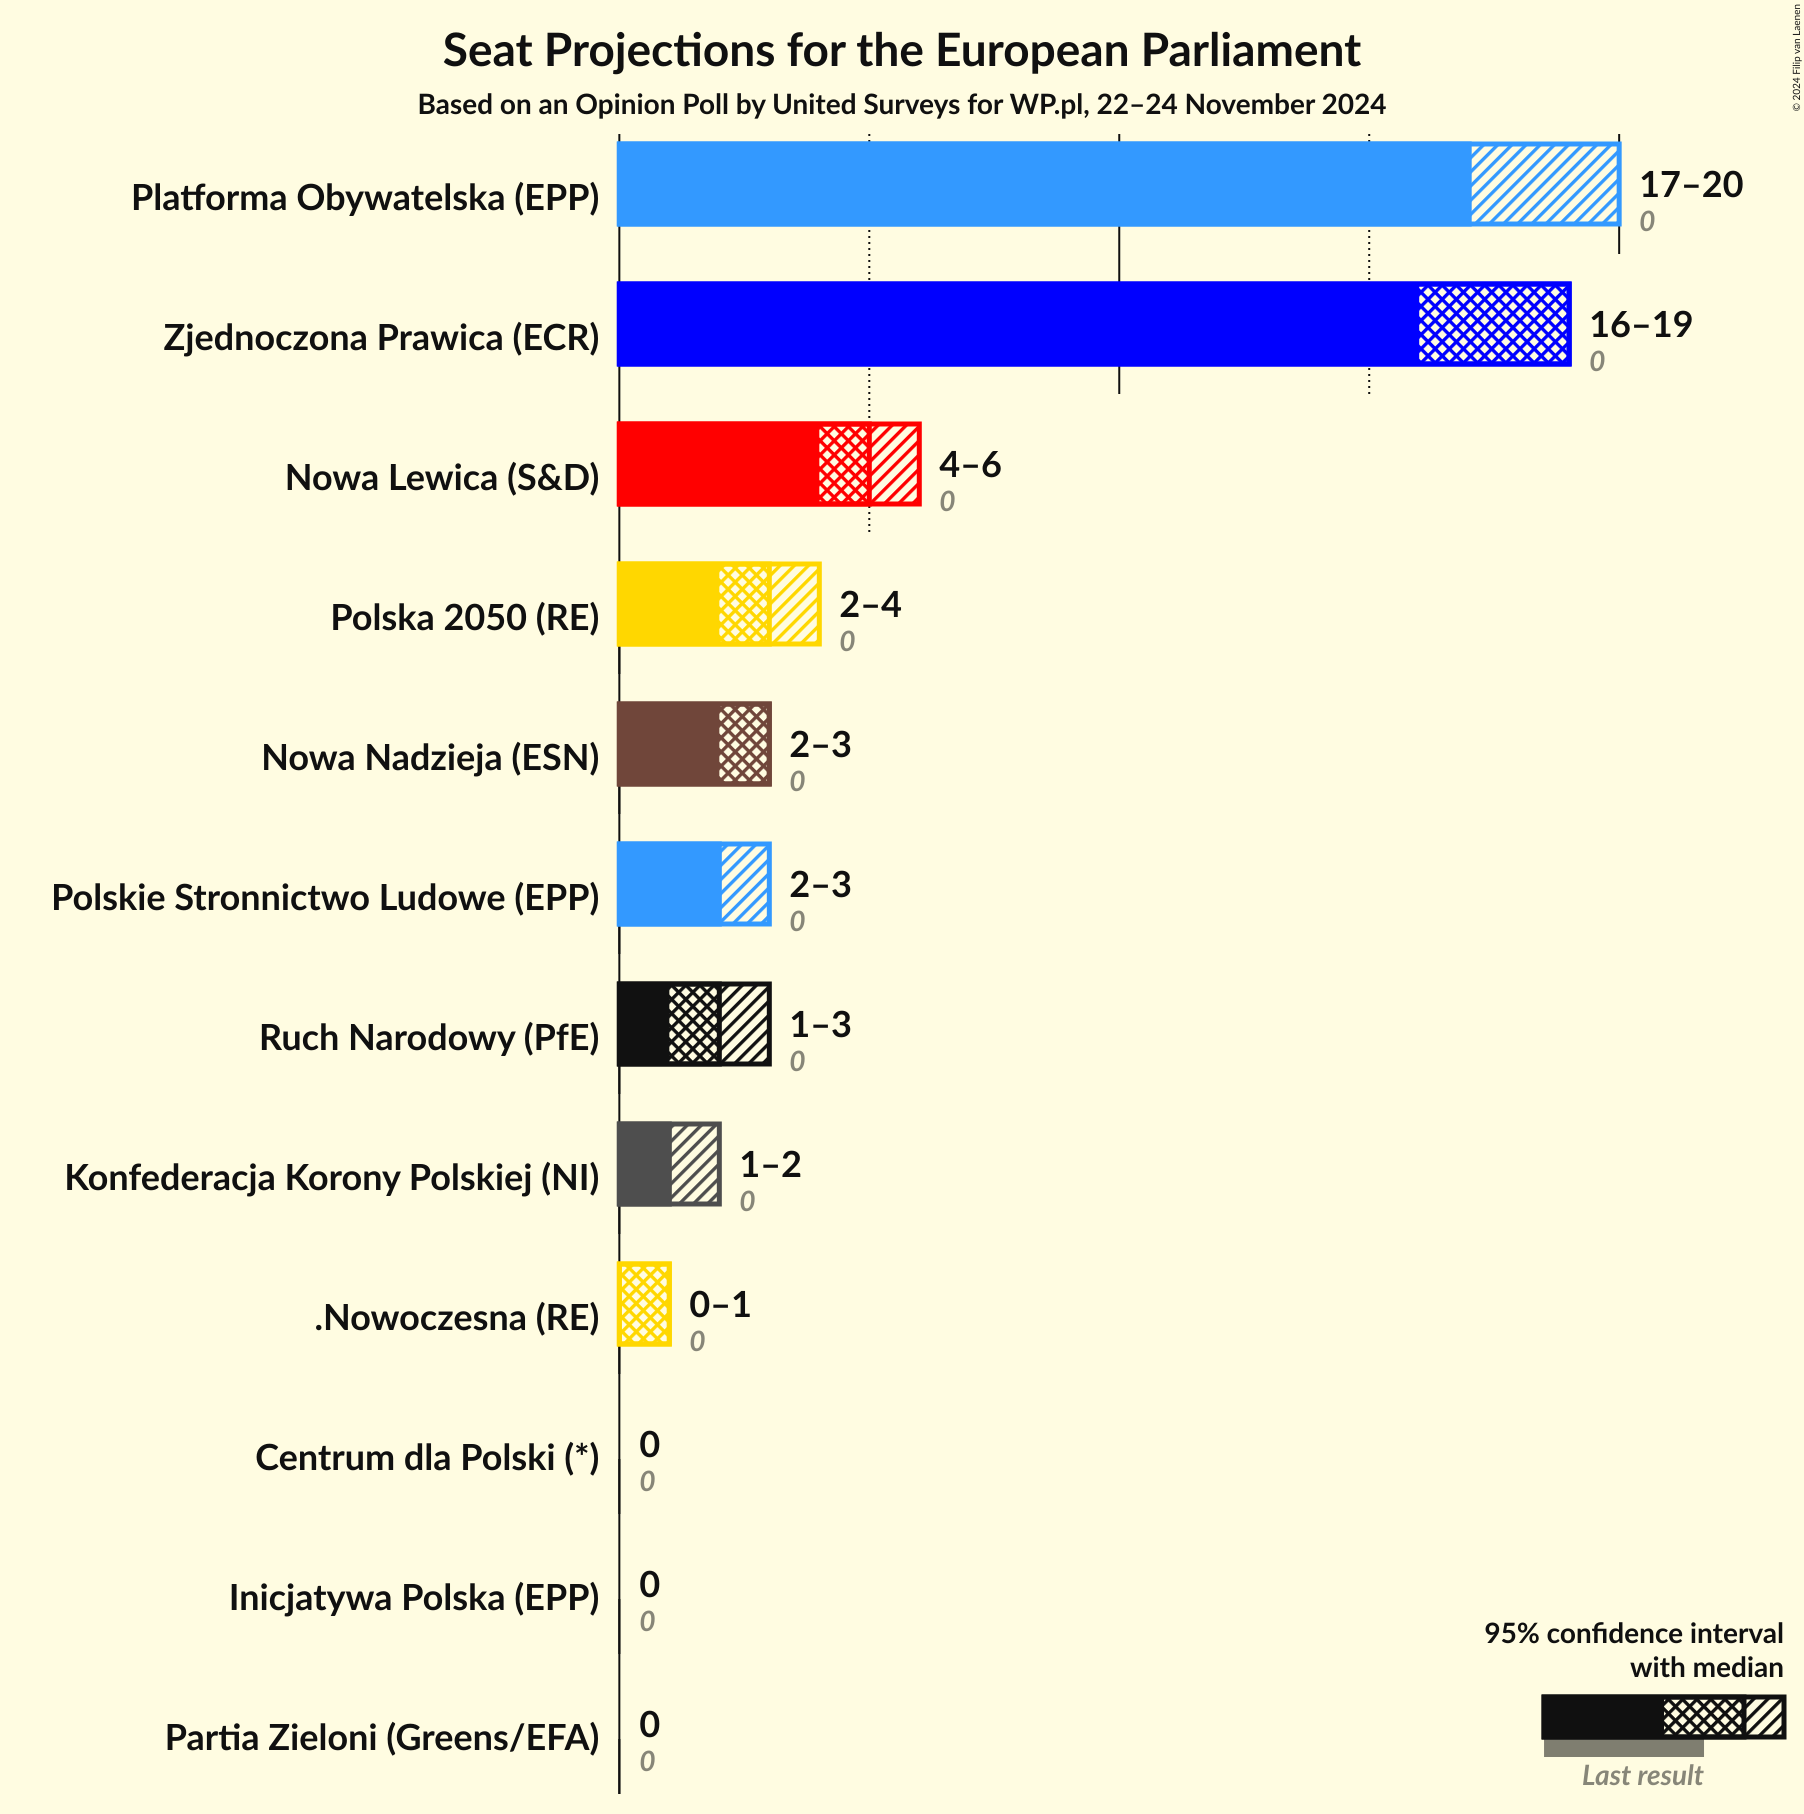 Seat Projections for the European Parliament
Based on an Opinion Poll by United Surveys for WP.pl, 22–24 November 2024
© 2024 Filip van Laenen
Platforma Obywatelska (EPP)
17–20
0
Zjednoczona Prawica (ECR)
16–19
0
Nowa Lewica (S&D)
4–6
0
Polska 2050 (RE)
2–4
0
Nowa Nadzieja (ESN)
2–3
0
Polskie Stronnictwo Ludowe (EPP)
2–3
0
Ruch Narodowy (PfE)
1–3
0
Konfederacja Korony Polskiej (NI)
1–2
0
.Nowoczesna (RE)
0–1
0
Centrum dla Polski (*)
0
0
Inicjatywa Polska (EPP)
0
0
Partia Zieloni (Greens/EFA)
0
0
95% confidence interval
with median
Last result